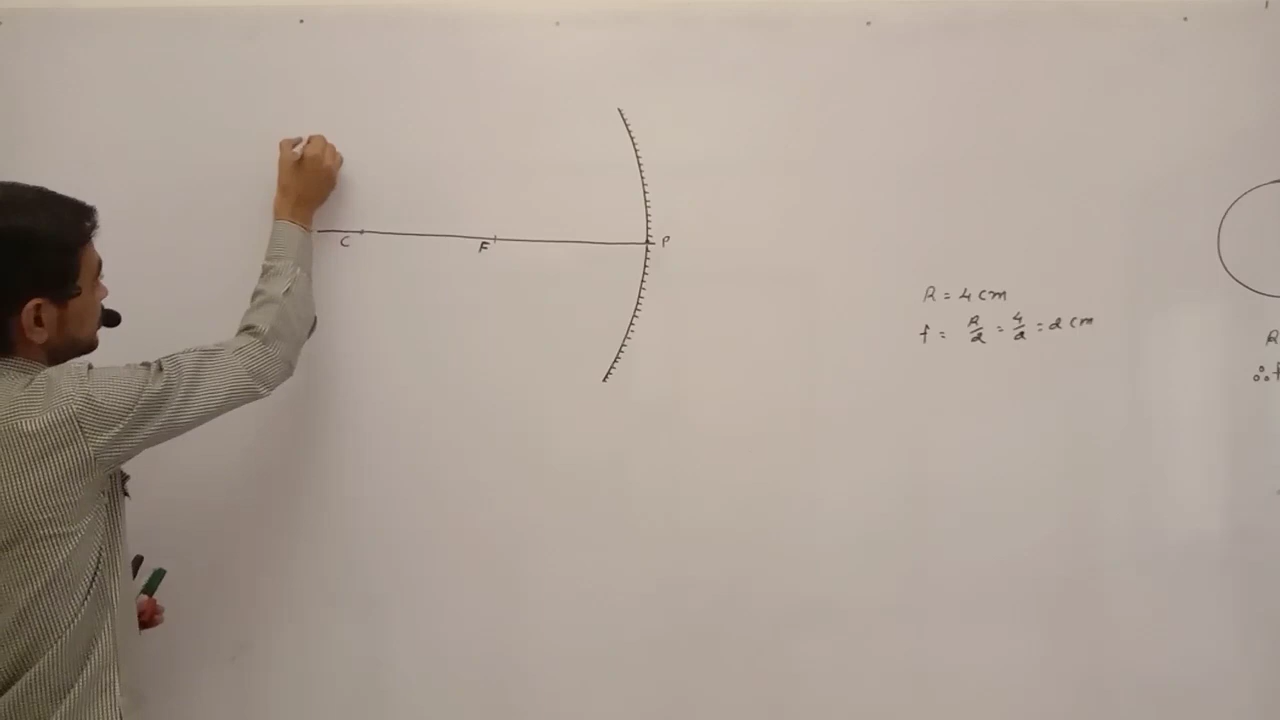 C F P
R = 4 cm
f = R/2 = 4/2 = 2 cm
R
∴ f